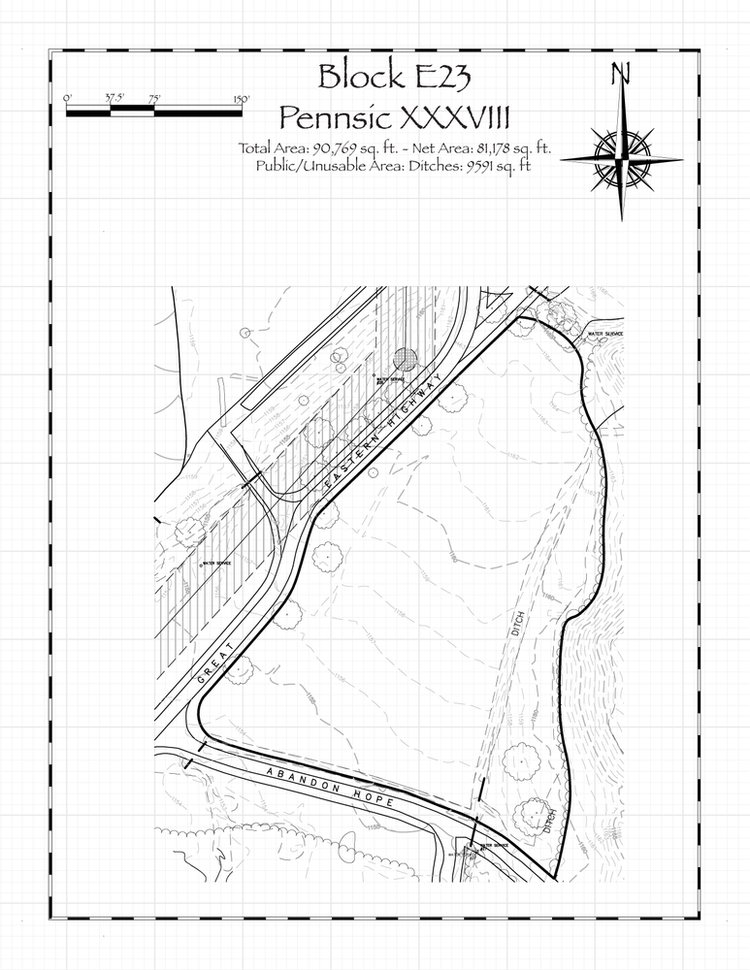 Block E23
Pennsic XXXVIII
Total Area: 90,769 sq. ft. - Net Area: 81,178 sq. ft.
Public/Unusable Area: Ditches: 9591 sq. ft
0'
37.5'
75'
150'
N
WATER SERVICE
WATER SERVICE
EASTERN HIGHWAY
WATER SERVICE
DITCH
GREAT
ABANDON HOPE
DITCH
WATER SERVICE